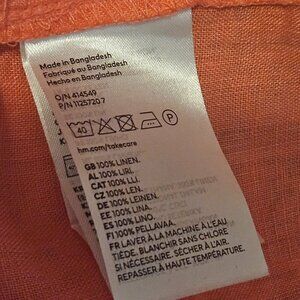 Made in Bangladesh
Fabriqué au Bangladesh
Hecho en Bangladesh
O/N 414549
P/N 1125720.7
40
hm.com/takecare
GB 100% LINEN.
AL 100% LIRI.
CAT 100% LLI.
CZ 100% LEN.
DE 100% LEINEN.
EE 100% LINA.
ES 100% LINO.
FI 100% PELLAVAA.
FR LAVER À LA MACHINE À EAU
TIÈDE. BLANCHIR SANS CHLORE
SI NÉCESSAIRE. SÉCHER À L'AIR.
REPASSER À HAUTE TEMPÉRATURE.